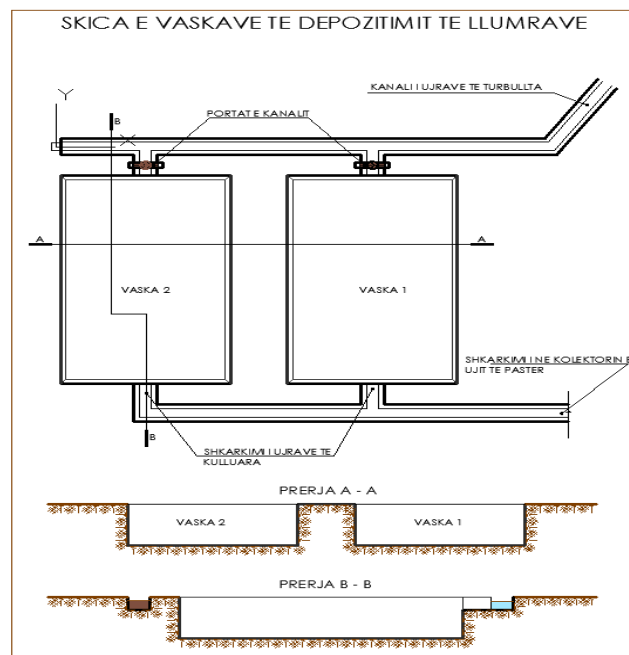 SKICA E VASKAVE TE DEPOZITIMIT TE LLUMRAVE
KANALI I UJRAVE TE TURBULLTA
Y
B
PORTAT E KANALIT
X
A
A
VASKA 2
VASKA 1
SHKARKIMI NE KOLEKTORIN E
UJIT TE PASTER
B
SHKARKIMI I UJRAVE TE
KULLUARA
PRERJA A - A
VASKA 2
VASKA 1
PRERJA B - B